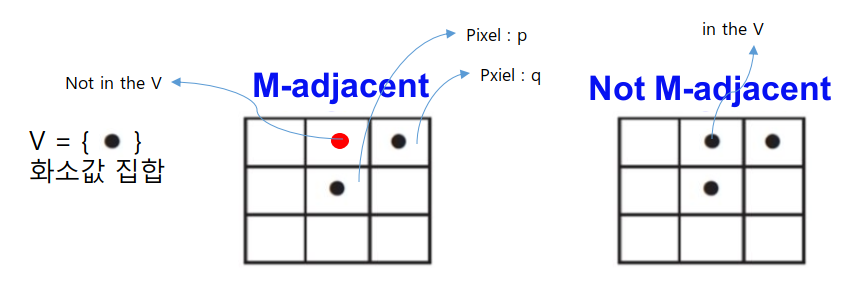 in the V
Pixel : p
Not in the V
M-adjacent
Pxiel : q
Not M-adjacent
V = { }
화소값 집합